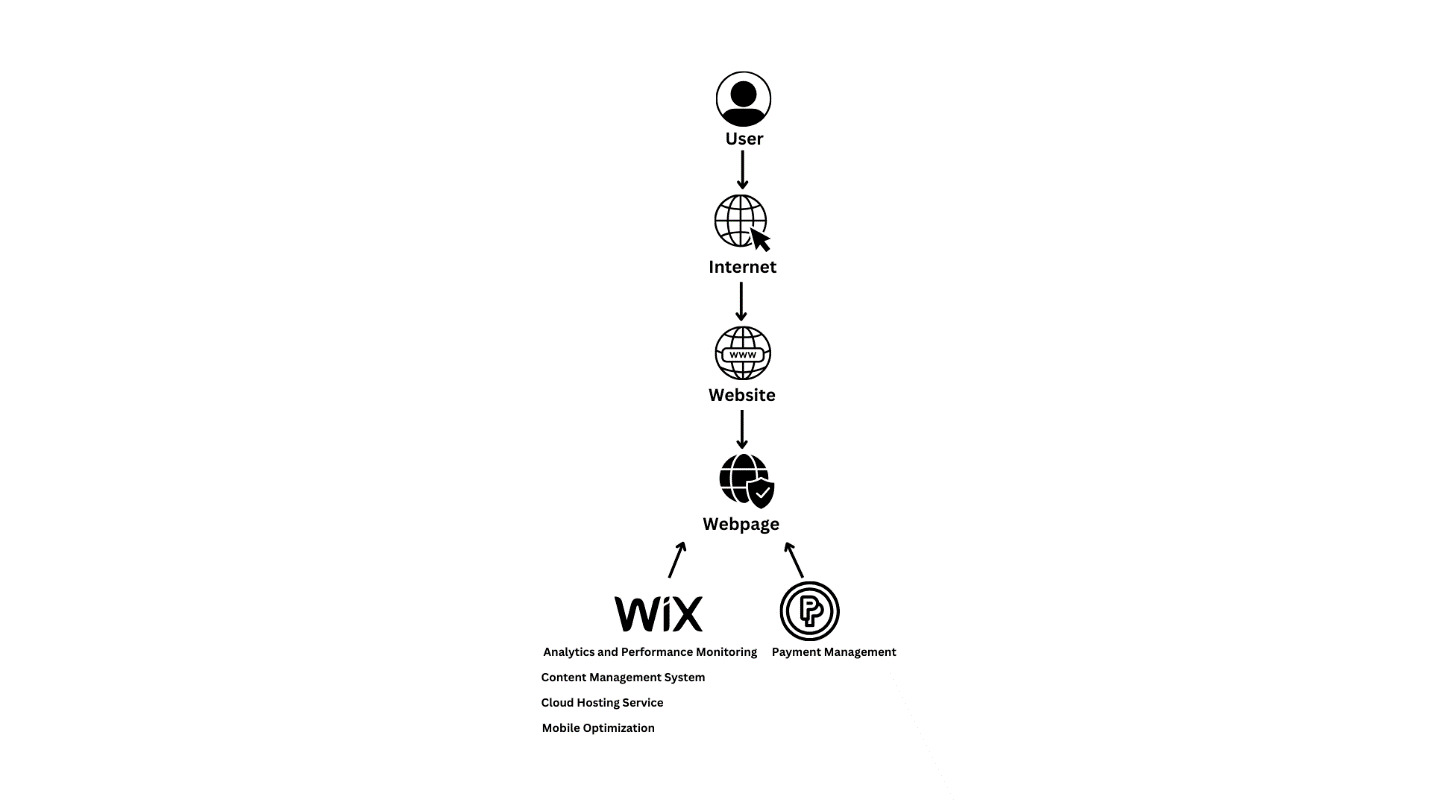 User
Internet
www
Website
Webpage
WiX
Analytics and Performance Monitoring
Payment Management
Content Management System
Cloud Hosting Service
Mobile Optimization